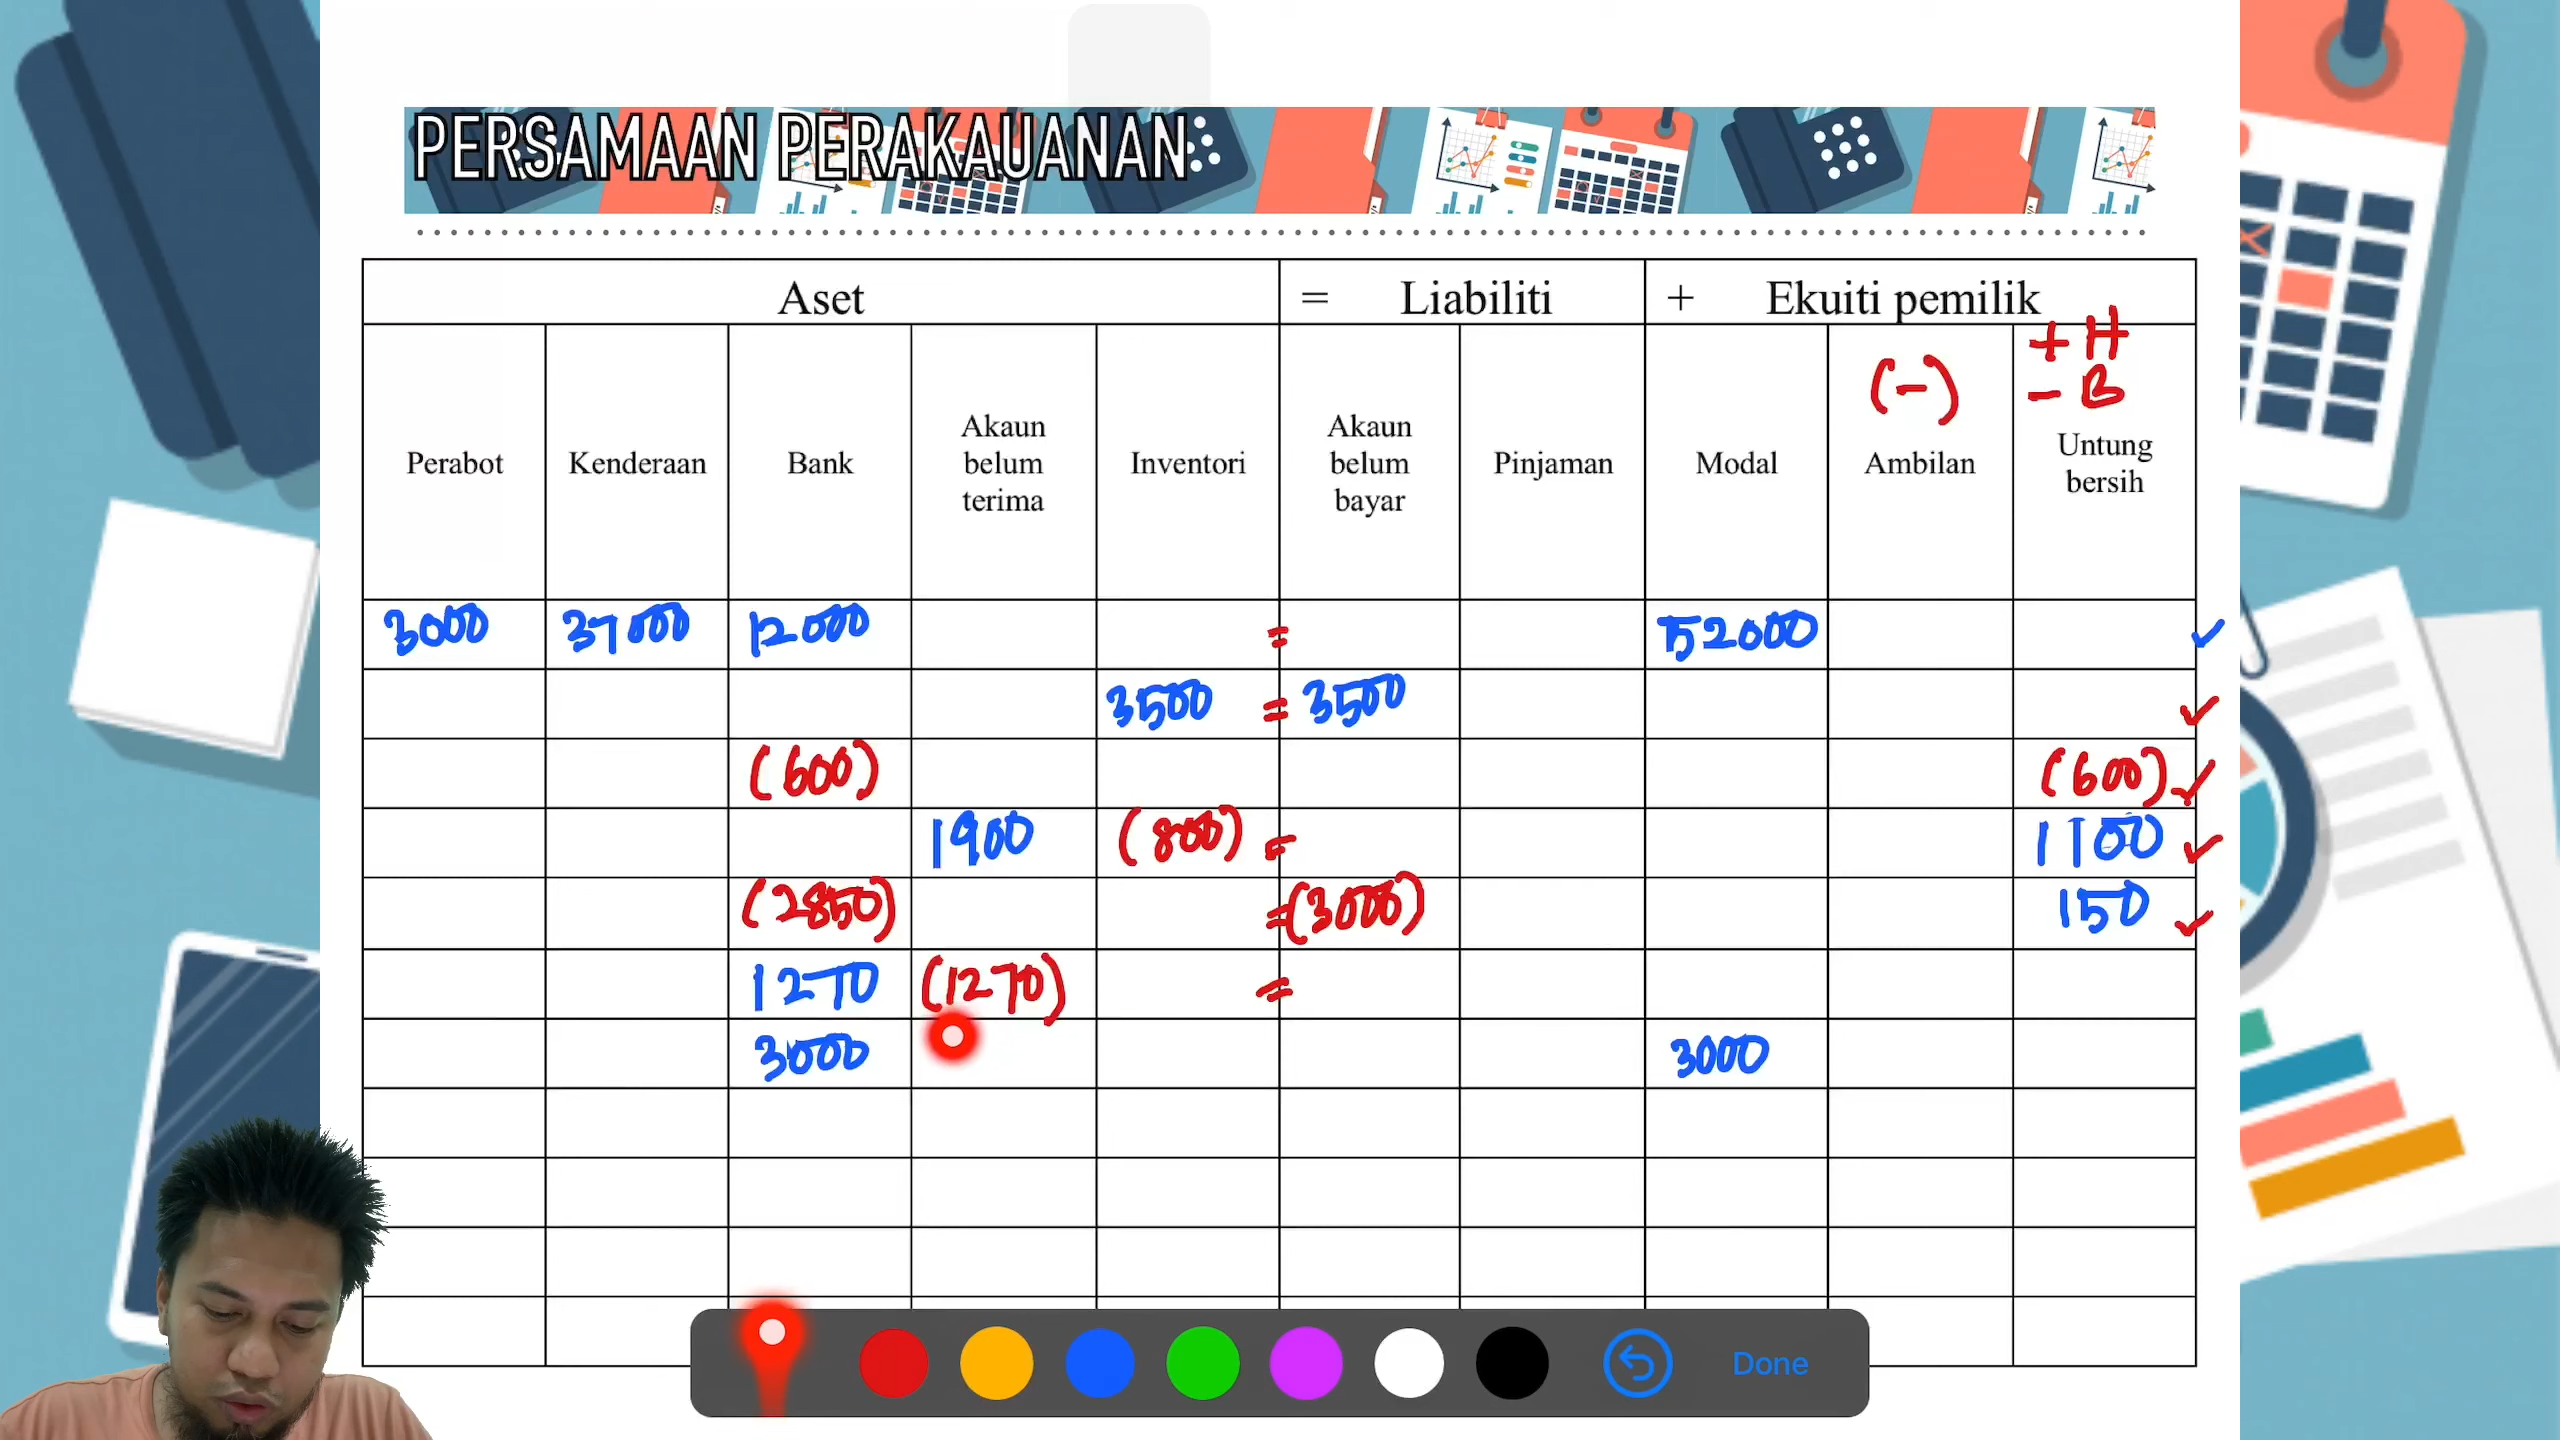 PERSAMAAN PERAKAUANAN
Aset = Liabiliti + Ekuiti pemilik
+ H
(-) - B
Perabot Kenderaan Bank Akaun belum terima Inventori Akaun belum bayar Pinjaman Modal Ambilan Untung bersih
3000 37000 12000 = 52000 ✓
3500 = 3500 ✓
(600) (600) ✓
1900 (800) = 1100 ✓
(2850) = (3000) 150 ✓
1270 (1270) =
3000 3000
Done